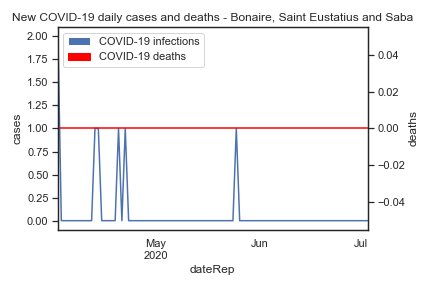 New COVID-19 daily cases and deaths - Bonaire, Saint Eustatius and Saba
COVID-19 infections
COVID-19 deaths
2.00
1.75
1.50
1.25
1.00
0.75
0.50
0.25
0.00
cases
0.04
0.02
0.00
−0.02
−0.04
deaths
May
2020
Jun
Jul
dateRep